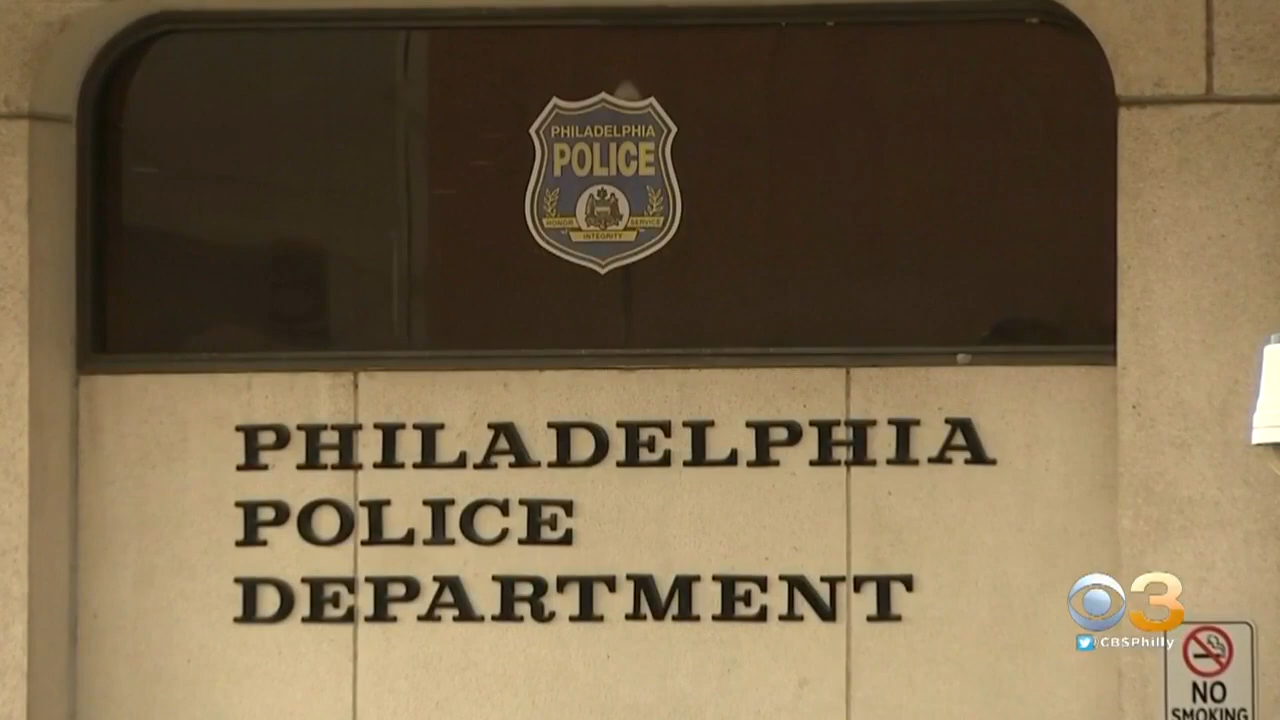 PHILADELPHIA
POLICE
HONOR SERVICE
INTEGRITY
PHILADELPHIA
POLICE
DEPARTMENT
3
@CBSPhilly
NO
SMOKING